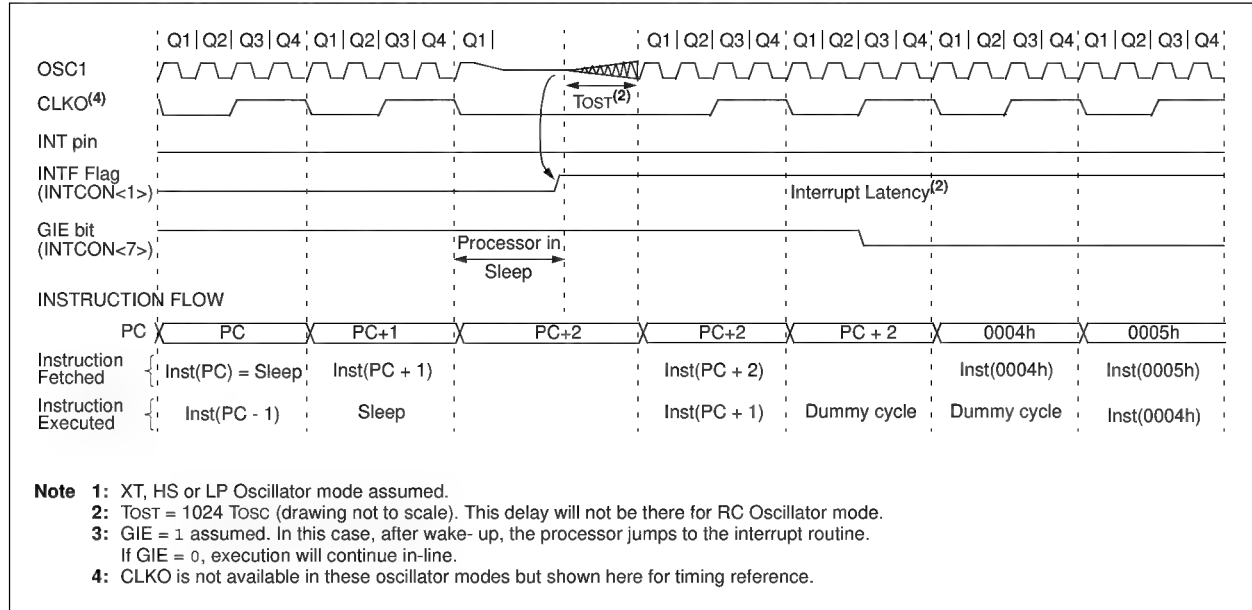 Q1 Q2 Q3 Q4 Q1 Q2 Q3 Q4 Q1 Q1 Q2 Q3 Q4 Q1 Q2 Q3 Q4 Q1 Q2 Q3 Q4 Q1 Q2 Q3 Q4
OSC1
CLKO(4)
TOST(2)
INT pin
INTF Flag
(INTCON<1>)
Interrupt Latency(2)
GIE bit
(INTCON<7>)
Processor in
Sleep
INSTRUCTION FLOW
PC PC PC+1 PC+2 PC+2 PC + 2 0004h 0005h
Instruction
Fetched
Inst(PC) = Sleep Inst(PC + 1) Inst(PC + 2) Inst(0004h) Inst(0005h)
Instruction
Executed
Inst(PC - 1) Sleep Inst(PC + 1) Dummy cycle Dummy cycle Inst(0004h)
Note 1: XT, HS or LP Oscillator mode assumed.
2: TOST = 1024 TOSC (drawing not to scale). This delay will not be there for RC Oscillator mode.
3: GIE = 1 assumed. In this case, after wake- up, the processor jumps to the interrupt routine.
If GIE = 0, execution will continue in-line.
4: CLKO is not available in these oscillator modes but shown here for timing reference.